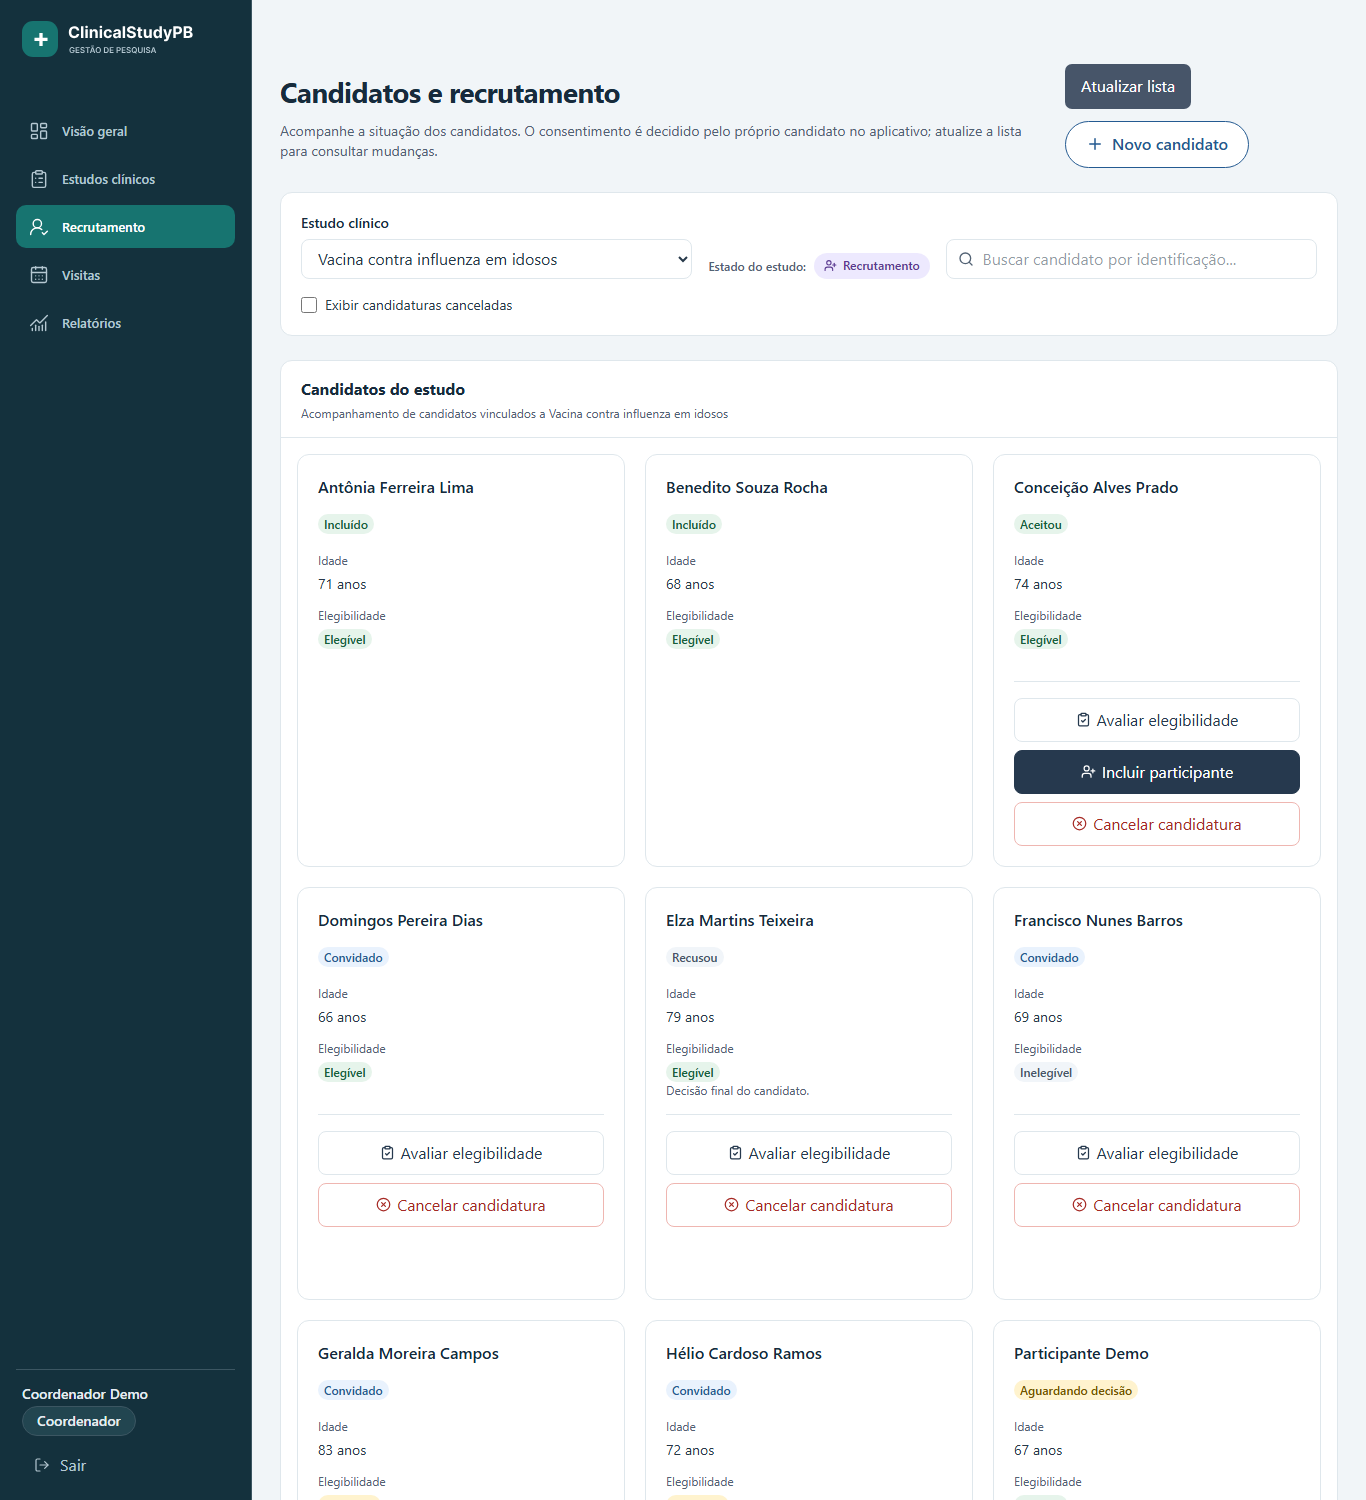 ClinicalStudyPB
GESTÃO DE PESQUISA
Visão geral
Estudos clínicos
Recrutamento
Visitas
Relatórios
Coordenador Demo
Coordenador
Sair
Candidatos e recrutamento
Acompanhe a situação dos candidatos. O consentimento é decidido pelo próprio candidato no aplicativo; atualize a lista
para consultar mudanças.
Atualizar lista
Novo candidato
Estudo clínico
Vacina contra influenza em idosos
Estado do estudo:
Recrutamento
Buscar candidato por identificação...
Exibir candidaturas canceladas
Candidatos do estudo
Acompanhamento de candidatos vinculados a Vacina contra influenza em idosos
Antônia Ferreira Lima
Incluído
Idade
71 anos
Elegibilidade
Elegível
Benedito Souza Rocha
Incluído
Idade
68 anos
Elegibilidade
Elegível
Conceição Alves Prado
Aceitou
Idade
74 anos
Elegibilidade
Elegível
Avaliar elegibilidade
Incluir participante
Cancelar candidatura
Domingos Pereira Dias
Convidado
Idade
66 anos
Elegibilidade
Elegível
Avaliar elegibilidade
Cancelar candidatura
Elza Martins Teixeira
Recusou
Idade
79 anos
Elegibilidade
Elegível
Decisão final do candidato.
Avaliar elegibilidade
Cancelar candidatura
Francisco Nunes Barros
Convidado
Idade
69 anos
Elegibilidade
Inelegível
Avaliar elegibilidade
Cancelar candidatura
Geralda Moreira Campos
Convidado
Idade
83 anos
Elegibilidade
Hélio Cardoso Ramos
Convidado
Idade
72 anos
Elegibilidade
Participante Demo
Aguardando decisão
Idade
67 anos
Elegibilidade